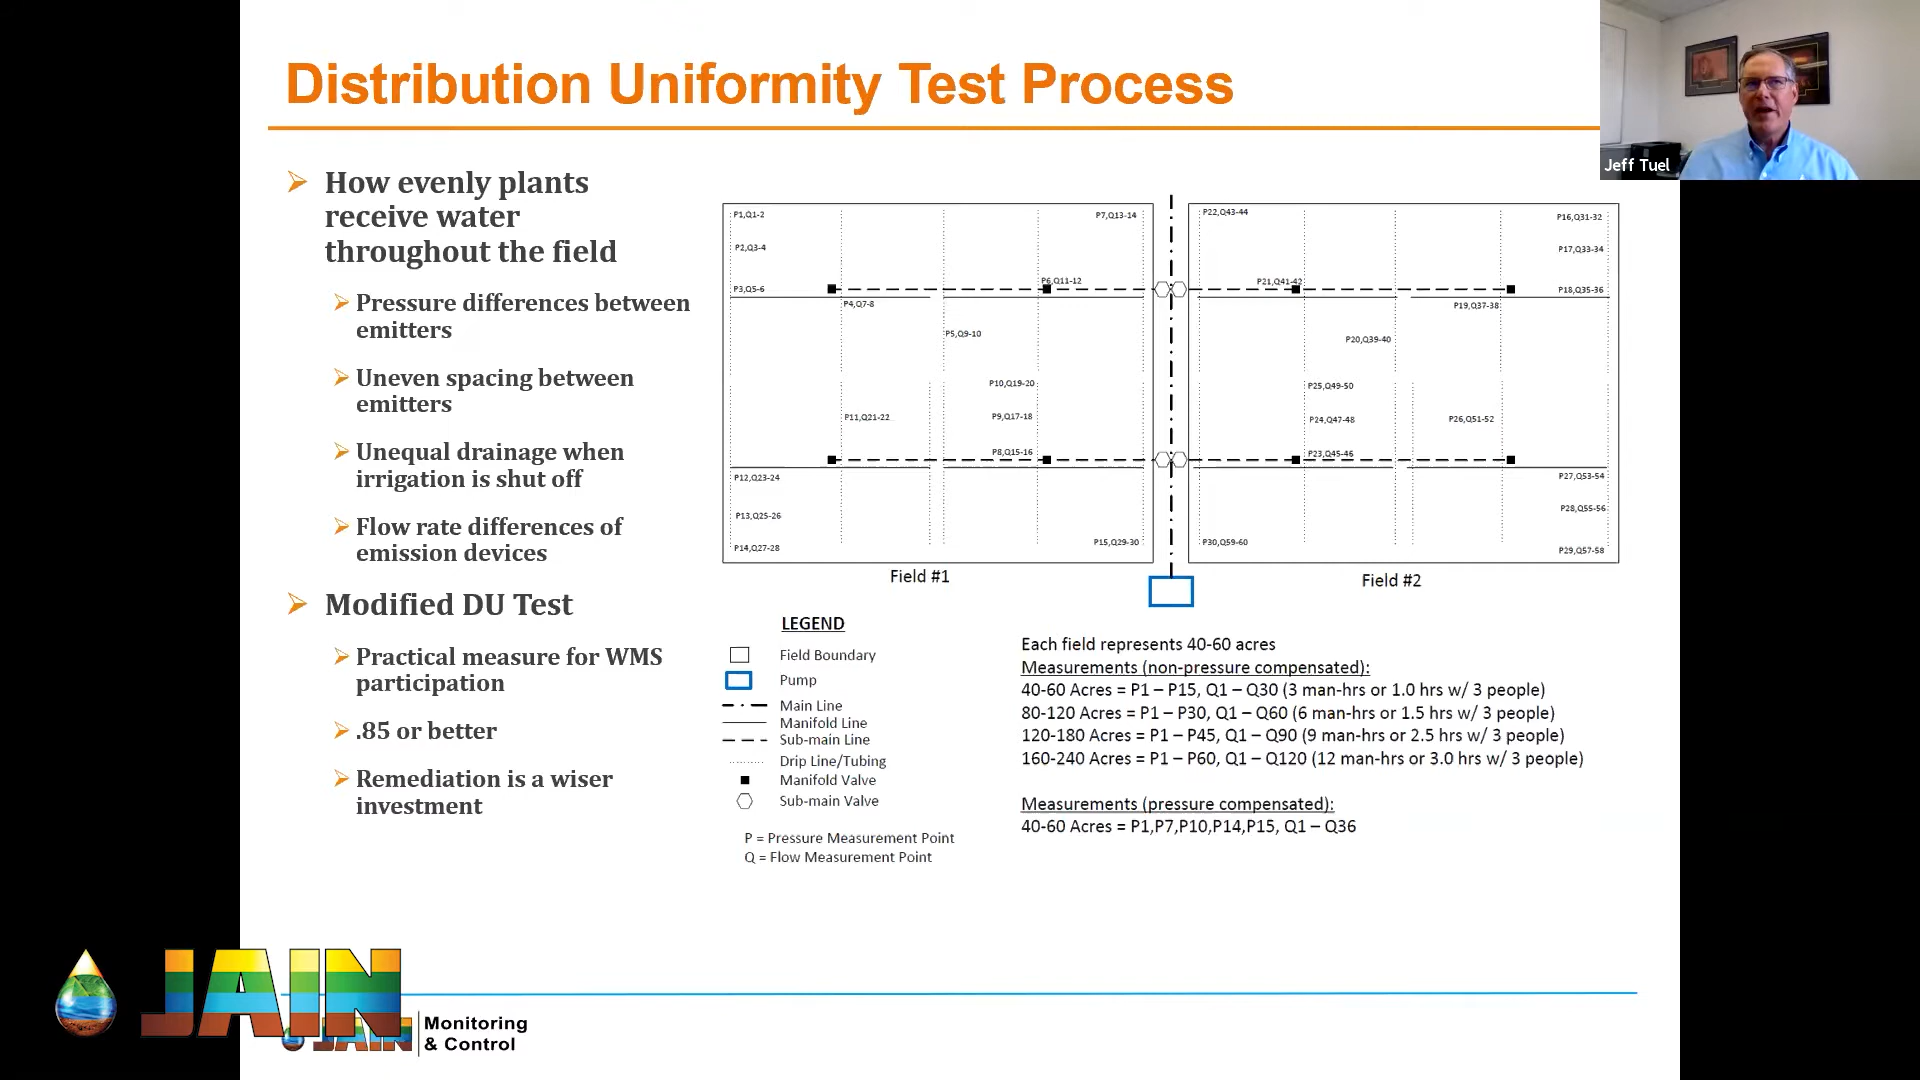 Distribution Uniformity Test Process
Jeff Tuel
How evenly plants
receive water
throughout the field
Pressure differences between
emitters
Uneven spacing between
emitters
Unequal drainage when
irrigation is shut off
Flow rate differences of
emission devices
Modified DU Test
Practical measure for WMS
participation
.85 or better
Remediation is a wiser
investment
P1,Q1-2
P7,Q13-14
P2,Q3-4
P3,Q5-6
P6,Q11-12
P4,Q7-8
P5,Q9-10
P10,Q19-20
P11,Q21-22
P9,Q17-18
P8,Q15-16
P12,Q23-24
P13,Q25-26
P14,Q27-28
P15,Q29-30
Field #1
P22,Q43-44
P16,Q31-32
P17,Q33-34
P21,Q41-42
P18,Q35-36
P19,Q37-38
P20,Q39-40
P25,Q49-50
P24,Q47-48
P26,Q51-52
P23,Q45-46
P27,Q53-54
P28,Q55-56
P30,Q59-60
P29,Q57-58
Field #2
LEGEND
Field Boundary
Pump
Main Line
Manifold Line
Sub-main Line
Drip Line/Tubing
Manifold Valve
Sub-main Valve
P = Pressure Measurement Point
Q = Flow Measurement Point
Each field represents 40-60 acres
Measurements (non-pressure compensated):
40-60 Acres = P1 – P15, Q1 – Q30 (3 man-hrs or 1.0 hrs w/ 3 people)
80-120 Acres = P1 – P30, Q1 – Q60 (6 man-hrs or 1.5 hrs w/ 3 people)
120-180 Acres = P1 – P45, Q1 – Q90 (9 man-hrs or 2.5 hrs w/ 3 people)
160-240 Acres = P1 – P60, Q1 – Q120 (12 man-hrs or 3.0 hrs w/ 3 people)
Measurements (pressure compensated):
40-60 Acres = P1,P7,P10,P14,P15, Q1 – Q36
JAIN
JAIN
Monitoring
& Control